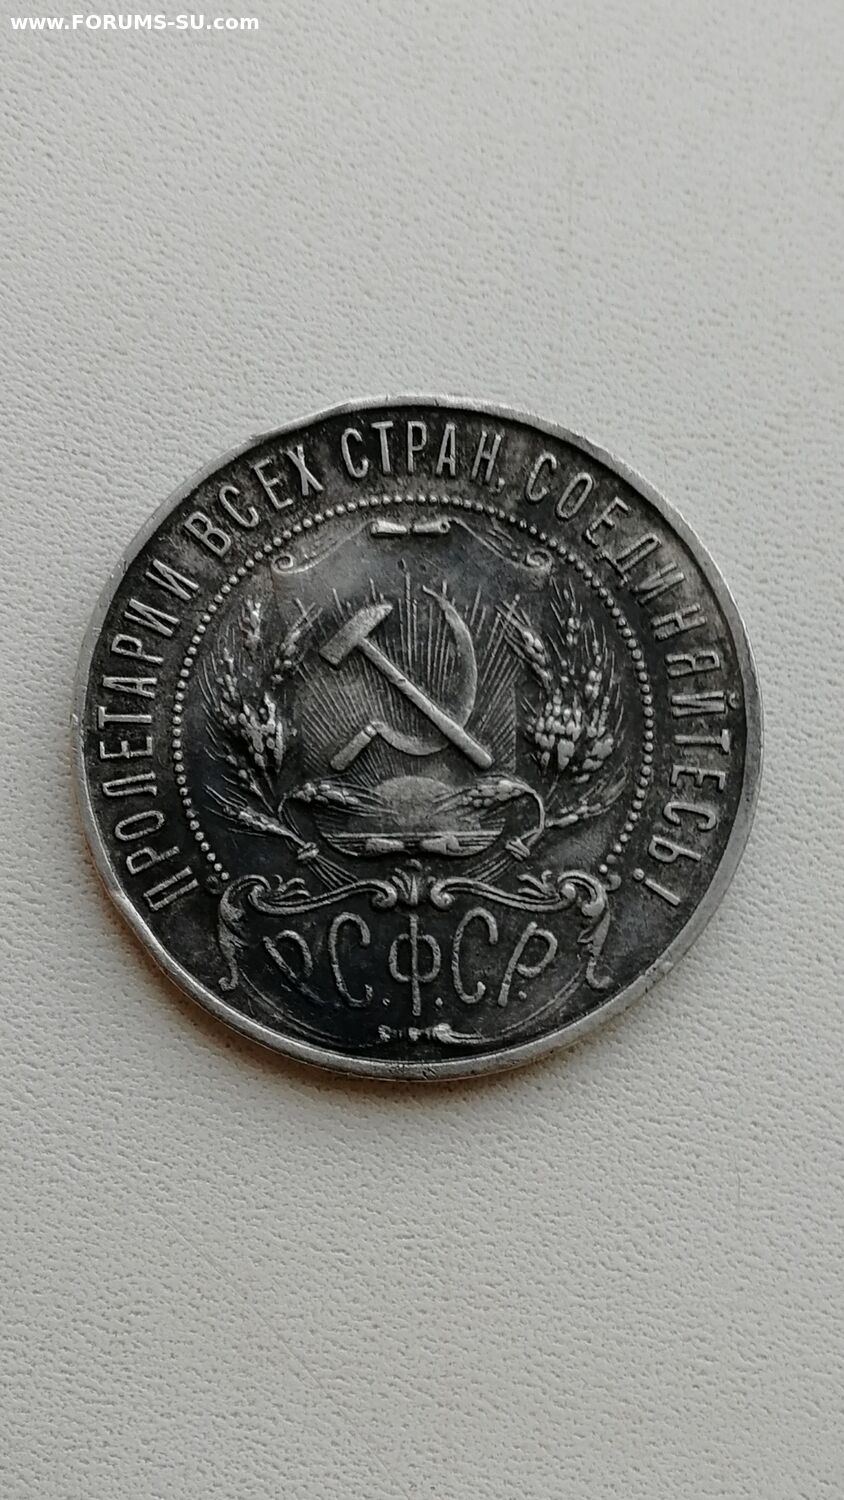 www.FORUMS-SU.com
ПРОЛЕТАРИИ ВСЕХ СТРАН, СОЕДИНЯЙТЕСЬ!
Р.С.Ф.С.Р.